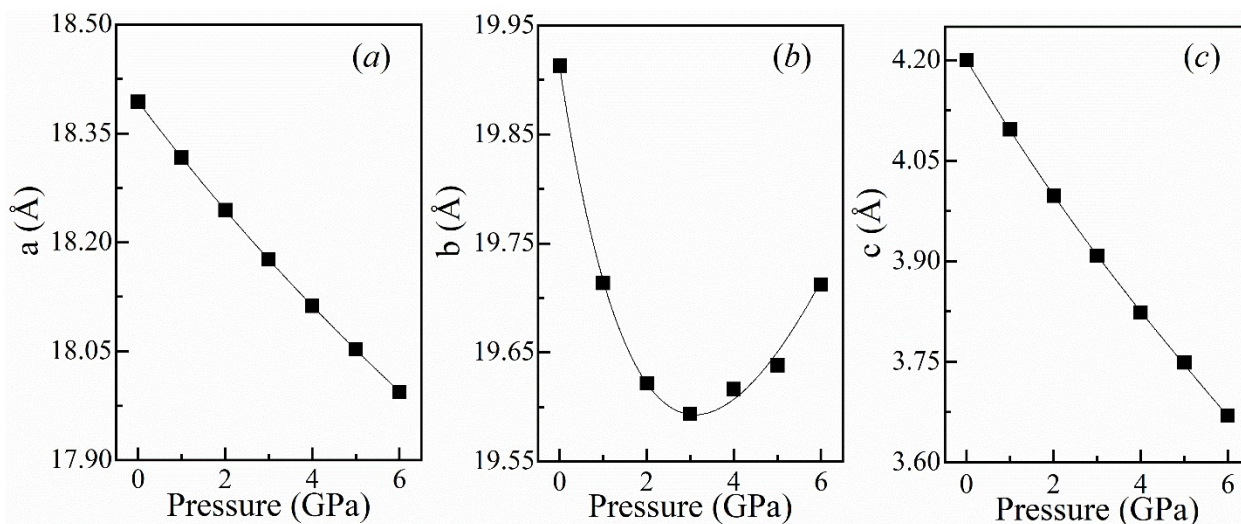 (a)
18.50
18.35
18.20
18.05
17.90
a (Å)
0 2 4 6
Pressure (GPa)
(b)
19.95
19.85
19.75
19.65
19.55
b (Å)
0 2 4 6
Pressure (GPa)
(c)
4.20
4.05
3.90
3.75
3.60
c (Å)
0 2 4 6
Pressure (GPa)